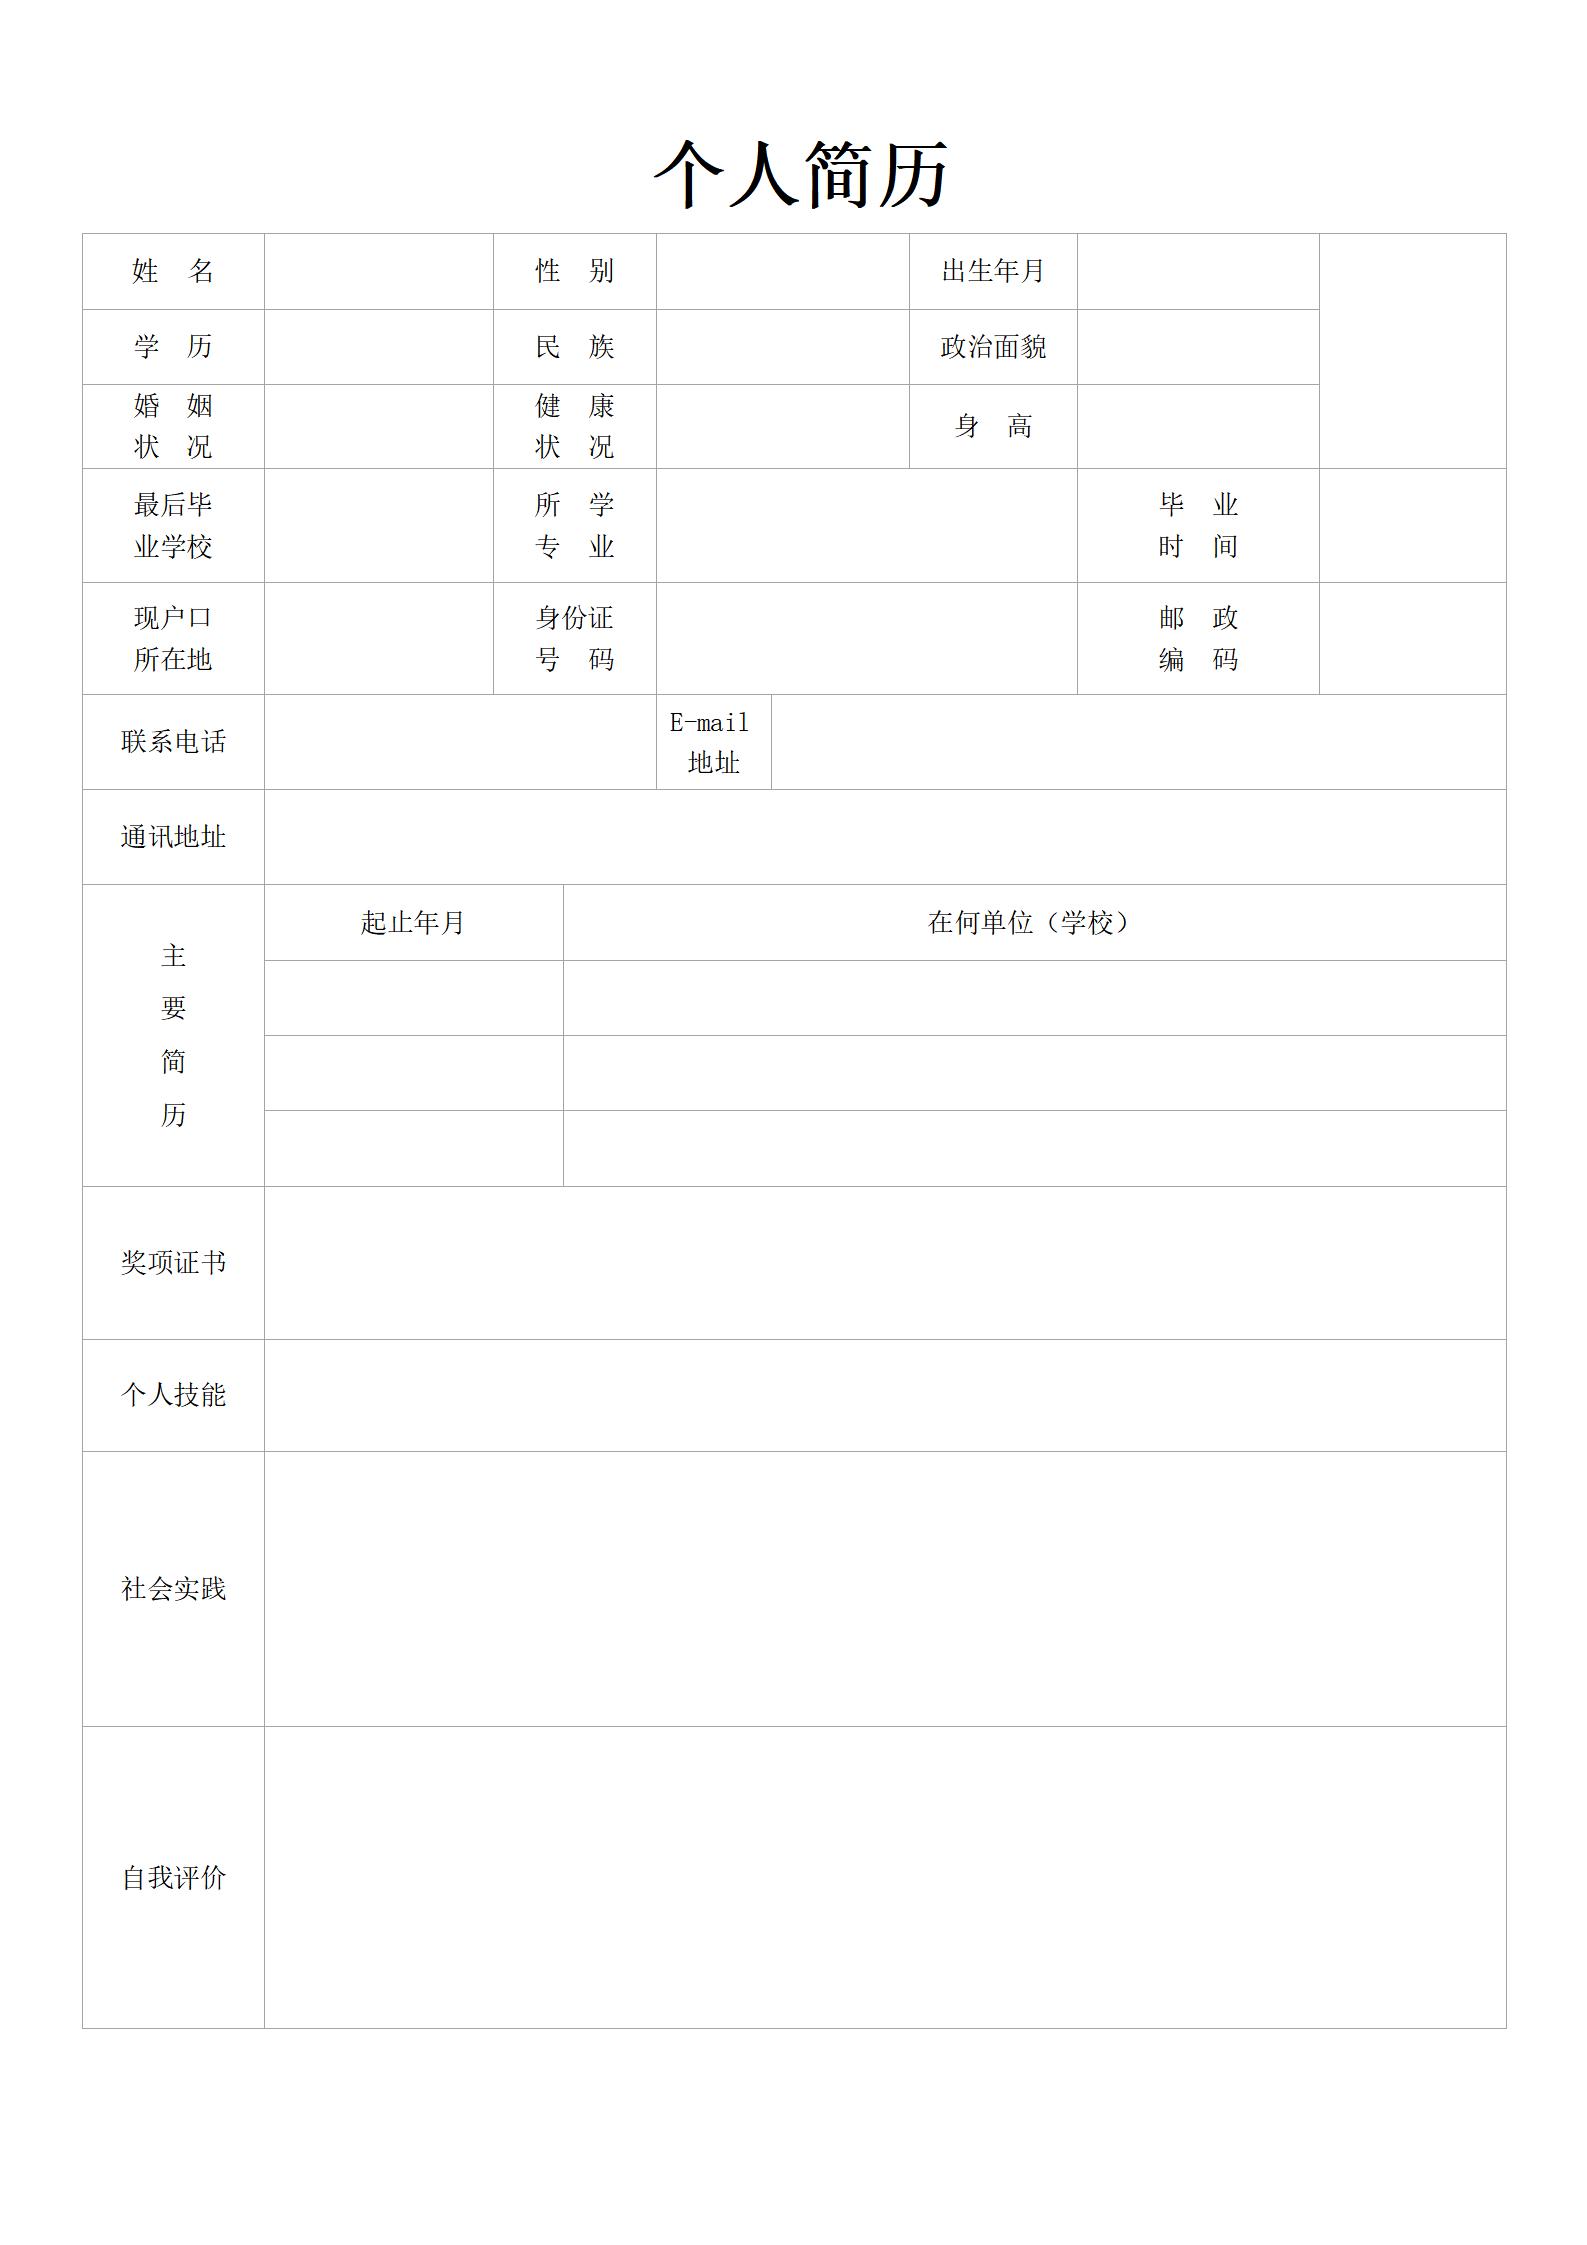 个人简历
姓 名
性 别
出生年月
学 历
民 族
政治面貌
婚 姻
状 况
健 康
状 况
身 高
最后毕
业学校
所 学
专 业
毕 业
时 间
现户口
所在地
身份证
号 码
邮 政
编 码
联系电话
E-mail
地址
通讯地址
主
要
简
历
起止年月
在何单位（学校）
奖项证书
个人技能
社会实践
自我评价